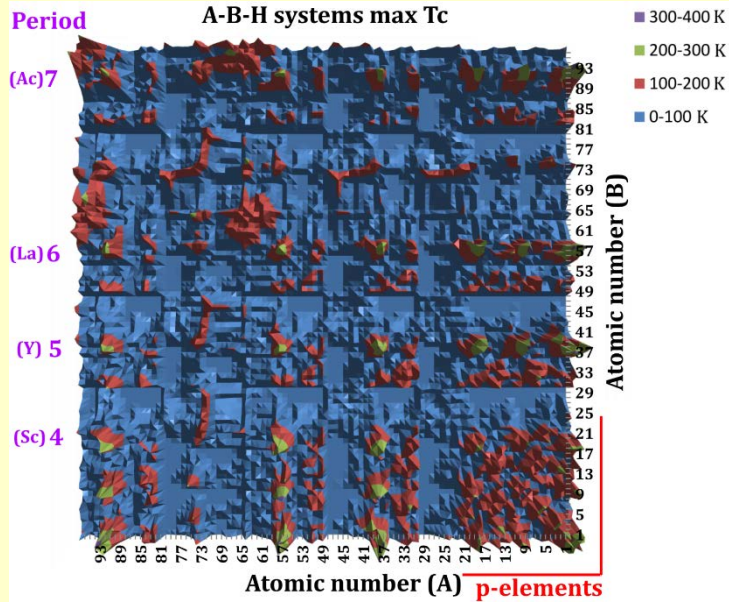 Period
A-B-H systems max Tc
300-400 K
200-300 K
100-200 K
0-100 K
(Ac) 7
(La) 6
(Y) 5
(Sc) 4
93
89
85
81
77
73
69
65
61
57
53
49
45
41
37
33
29
25
21
17
13
9
5
1
Atomic number (B)
93 89 85 81 77 73 69 65 61 57 53 49 45 41 37 33 29 25 21 17 13 9 5 1
Atomic number (A)
p-elements